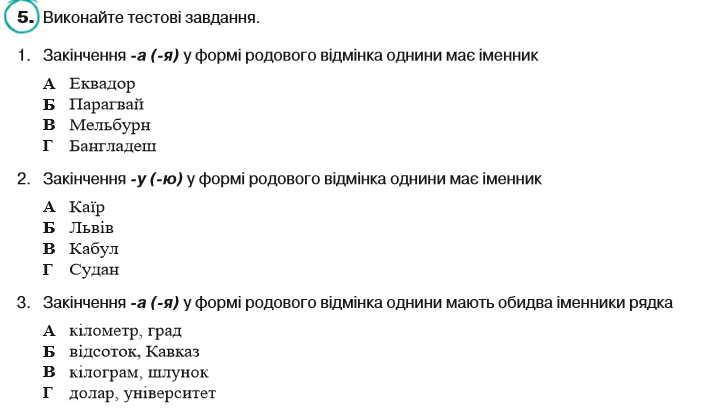 5. Виконайте тестові завдання.
1. Закінчення -а (-я) у формі родового відмінка однини має іменник
А Еквадор
Б Парагвай
В Мельбурн
Г Бангладеш
2. Закінчення -у (-ю) у формі родового відмінка однини має іменник
А Каїр
Б Львів
В Кабул
Г Судан
3. Закінчення -а (-я) у формі родового відмінка однини мають обидва іменники рядка
А кілометр, град
Б відсоток, Кавказ
В кілограм, шлунок
Г долар, університет